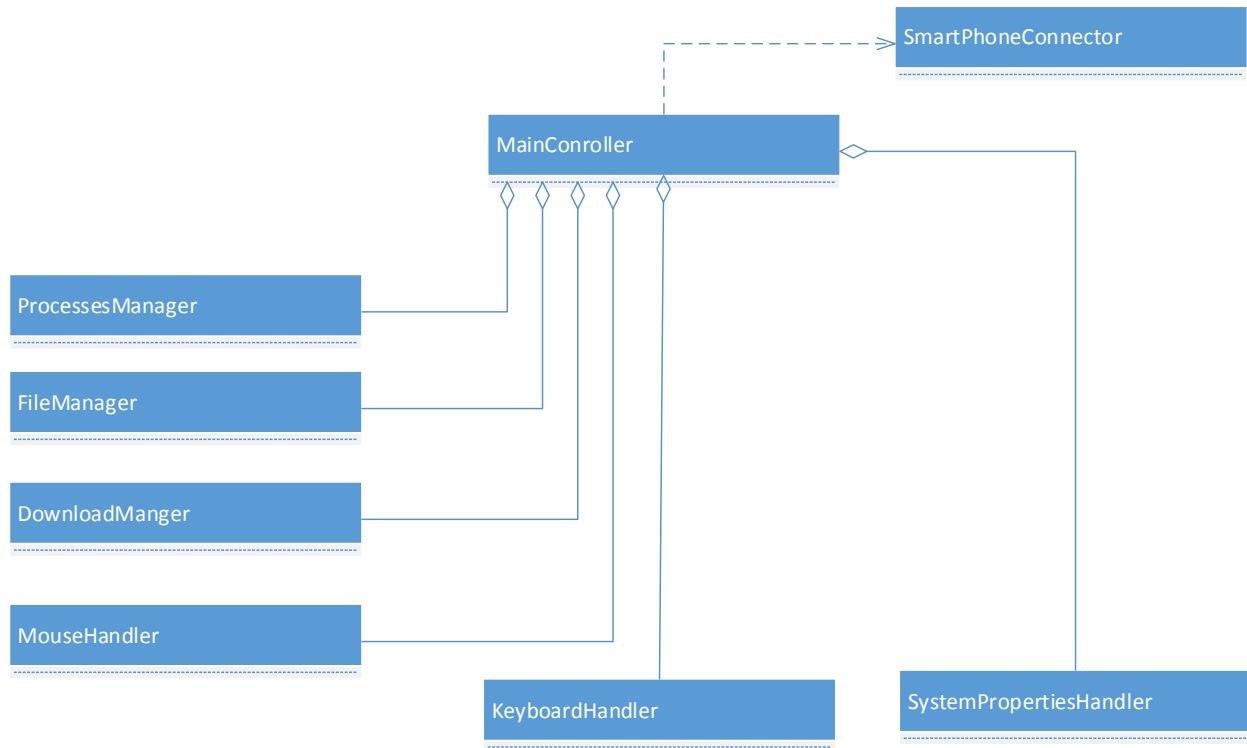 SmartPhoneConnector
MainConroller
ProcessesManager
FileManager
DownloadManger
MouseHandler
KeyboardHandler
SystemPropertiesHandler